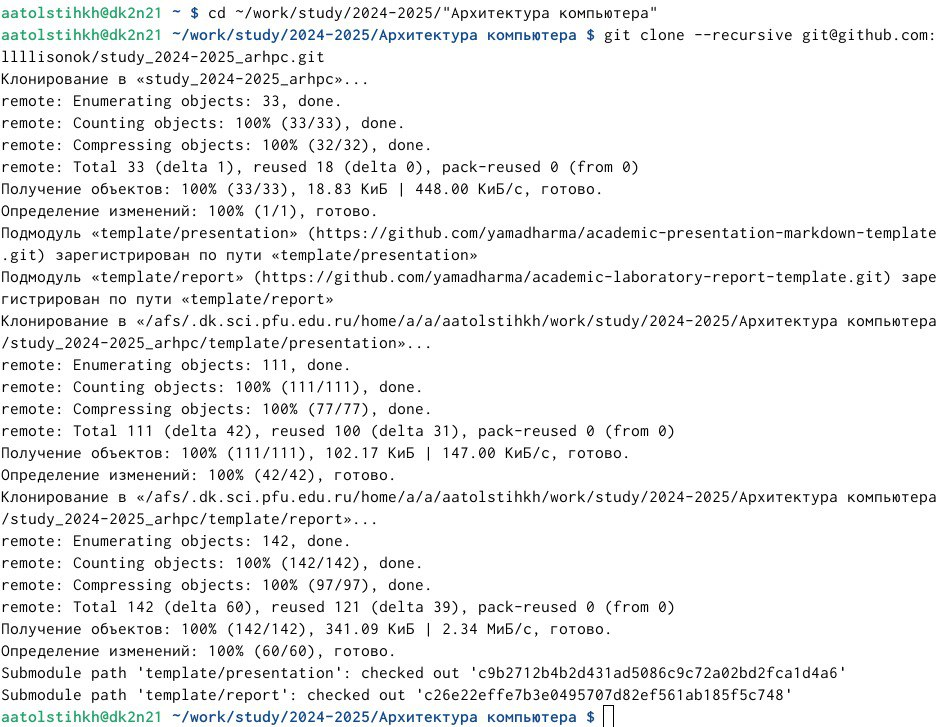 aatolstihkh@dk2n21 ~ $ cd ~/work/study/2024-2025/"Архитектура компьютера"
aatolstihkh@dk2n21 ~/work/study/2024-2025/Архитектура компьютера $ git clone --recursive git@github.com:
llllisonok/study_2024-2025_arhpc.git
Клонирование в «study_2024-2025_arhpc»...
remote: Enumerating objects: 33, done.
remote: Counting objects: 100% (33/33), done.
remote: Compressing objects: 100% (32/32), done.
remote: Total 33 (delta 1), reused 18 (delta 0), pack-reused 0 (from 0)
Получение объектов: 100% (33/33), 18.83 КиБ | 448.00 КиБ/с, готово.
Определение изменений: 100% (1/1), готово.
Подмодуль «template/presentation» (https://github.com/yamadharma/academic-presentation-markdown-template
.git) зарегистрирован по пути «template/presentation»
Подмодуль «template/report» (https://github.com/yamadharma/academic-laboratory-report-template.git) заре
гистрирован по пути «template/report»
Клонирование в «/afs/.dk.sci.pfu.edu.ru/home/a/a/aatolstihkh/work/study/2024-2025/Архитектура компьютера
/study_2024-2025_arhpc/template/presentation»...
remote: Enumerating objects: 111, done.
remote: Counting objects: 100% (111/111), done.
remote: Compressing objects: 100% (77/77), done.
remote: Total 111 (delta 42), reused 100 (delta 31), pack-reused 0 (from 0)
Получение объектов: 100% (111/111), 102.17 КиБ | 147.00 КиБ/с, готово.
Определение изменений: 100% (42/42), готово.
Клонирование в «/afs/.dk.sci.pfu.edu.ru/home/a/a/aatolstihkh/work/study/2024-2025/Архитектура компьютера
/study_2024-2025_arhpc/template/report»...
remote: Enumerating objects: 142, done.
remote: Counting objects: 100% (142/142), done.
remote: Compressing objects: 100% (97/97), done.
remote: Total 142 (delta 60), reused 121 (delta 39), pack-reused 0 (from 0)
Получение объектов: 100% (142/142), 341.09 КиБ | 2.34 МиБ/с, готово.
Определение изменений: 100% (60/60), готово.
Submodule path 'template/presentation': checked out 'c9b2712b4b2d431ad5086c9c72a02bd2fca1d4a6'
Submodule path 'template/report': checked out 'c26e22effe7b3e0495707d82ef561ab185f5c748'
aatolstihkh@dk2n21 ~/work/study/2024-2025/Архитектура компьютера $